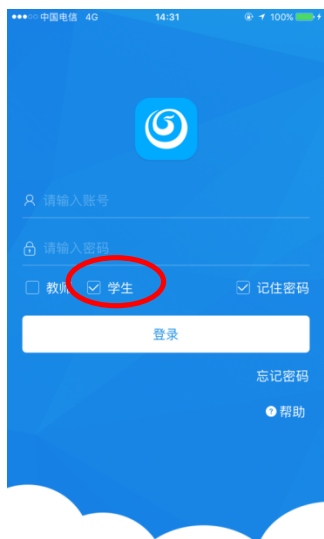 中国电信 4G 14:31 100%
请输入账号
请输入密码
教师 学生 记住密码
登录
忘记密码
帮助